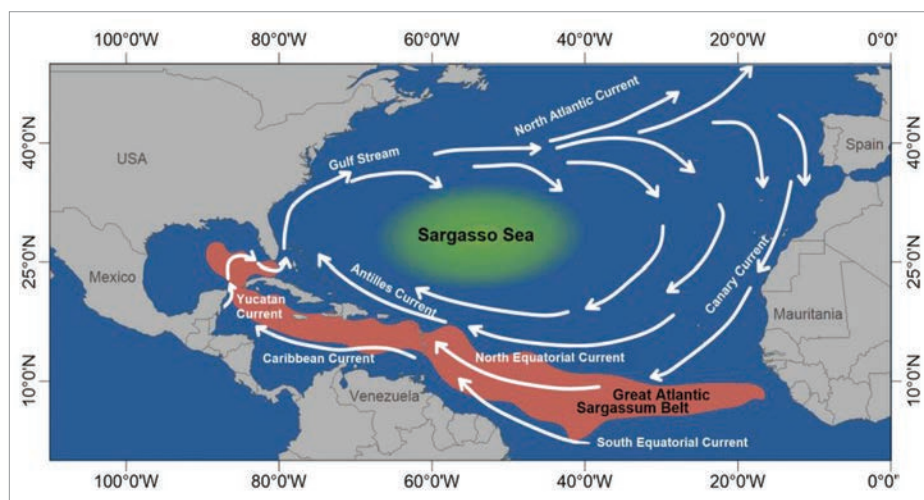 100°0'W 80°0'W 60°0'W 40°0'W 20°0'W 0°0'
40°0'N
25°0'N
10°0'N
USA
Mexico
Venezuela
Spain
Mauritania
North Atlantic Current
Gulf Stream
Sargasso Sea
Antilles Current
Canary Current
Yucatan
Current
Caribbean Current
North Equatorial Current
Great Atlantic
Sargassum Belt
South Equatorial Current
40°0'N
25°0'N
10°0'N
100°0'W 80°0'W 60°0'W 40°0'W 20°0'W 0°0'